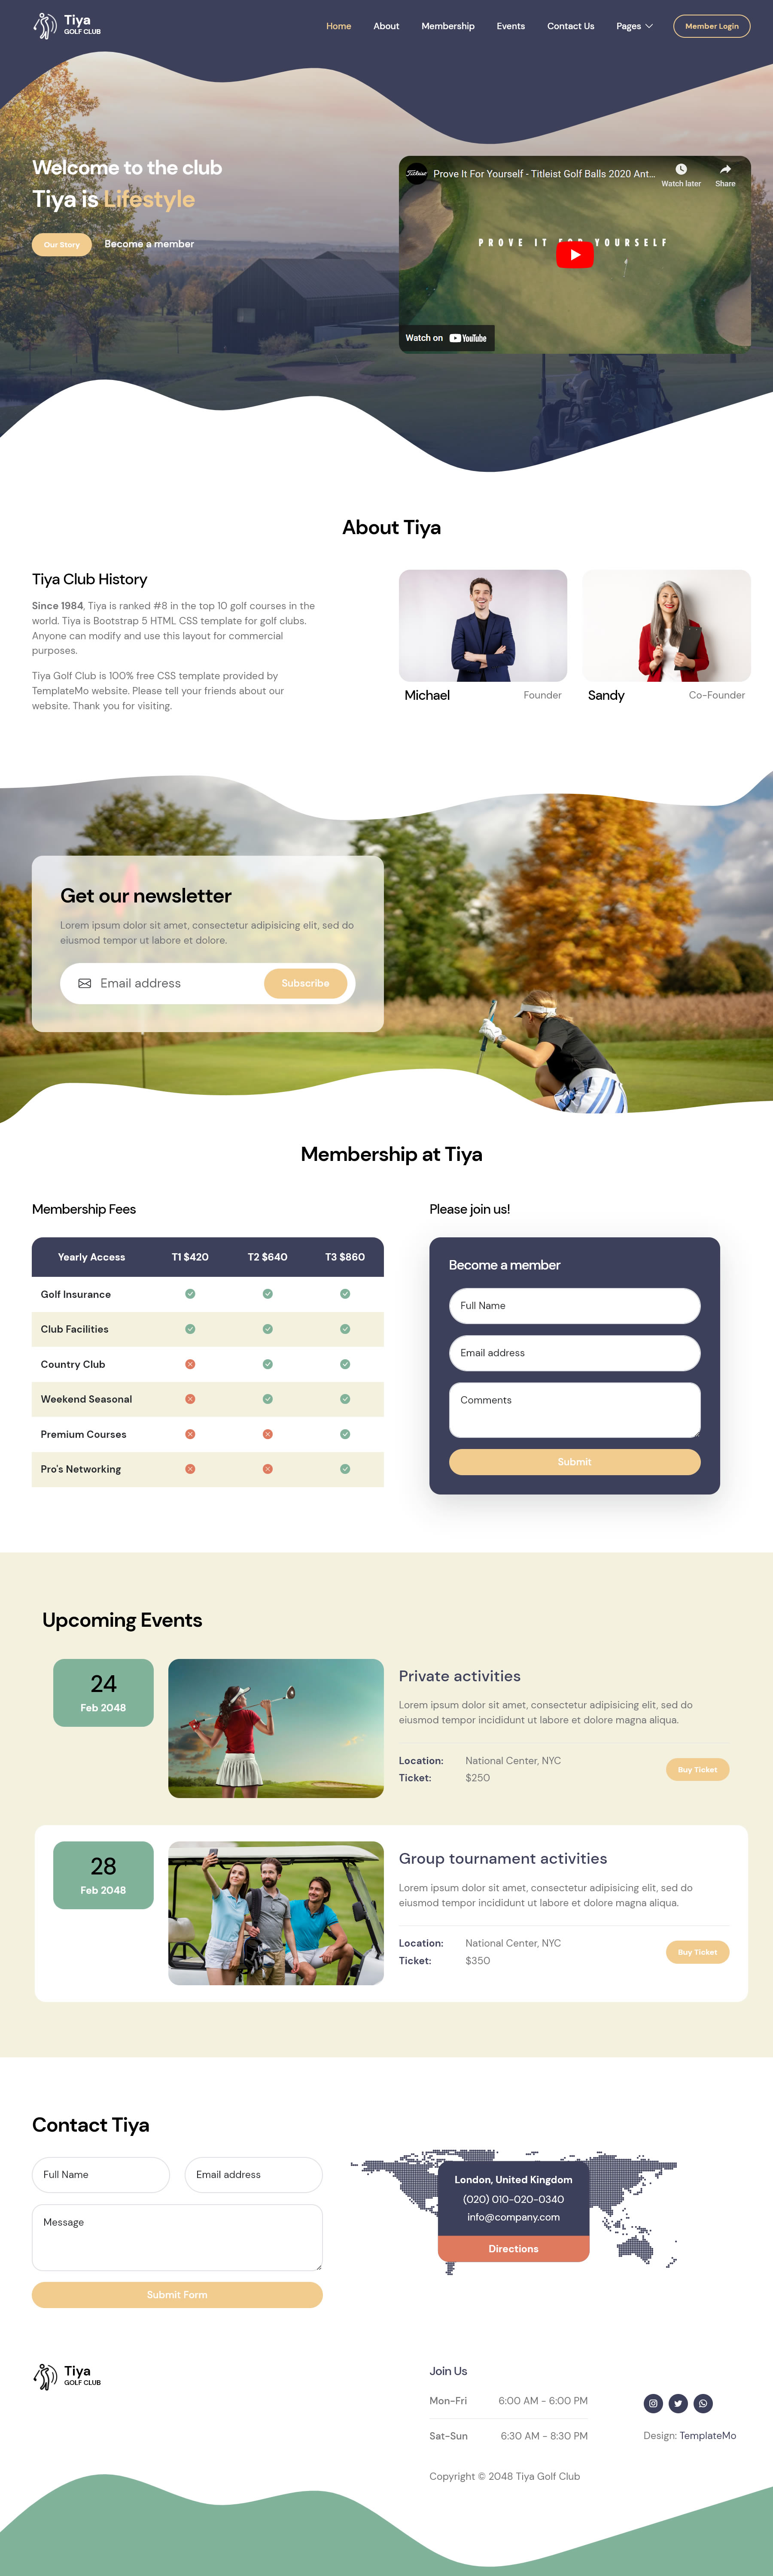 Tiya
GOLF CLUB
Home
About
Membership
Events
Contact Us
Pages
Member Login
Welcome to the club
Tiya is Lifestyle
Our Story
Become a member
Titleist
Prove It For Yourself - Titleist Golf Balls 2020 Ant...
Watch later
Share
PROVE IT FOR YOURSELF
Watch on YouTube
About Tiya
Tiya Club History
Since 1984, Tiya is ranked #8 in the top 10 golf courses in the
world. Tiya is Bootstrap 5 HTML CSS template for golf clubs.
Anyone can modify and use this layout for commercial
purposes.
Tiya Golf Club is 100% free CSS template provided by
TemplateMo website. Please tell your friends about our
website. Thank you for visiting.
Michael
Founder
Sandy
Co-Founder
Get our newsletter
Lorem ipsum dolor sit amet, consectetur adipisicing elit, sed do
eiusmod tempor ut labore et dolore.
Email address
Subscribe
Membership at Tiya
Membership Fees
Yearly Access
T1 $420
T2 $640
T3 $860
Golf Insurance
Club Facilities
Country Club
Weekend Seasonal
Premium Courses
Pro's Networking
Please join us!
Become a member
Full Name
Email address
Comments
Submit
Upcoming Events
24
Feb 2048
Private activities
Lorem ipsum dolor sit amet, consectetur adipisicing elit, sed do
eiusmod tempor incididunt ut labore et dolore magna aliqua.
Location: National Center, NYC
Ticket: $250
Buy Ticket
28
Feb 2048
Group tournament activities
Lorem ipsum dolor sit amet, consectetur adipisicing elit, sed do
eiusmod tempor incididunt ut labore et dolore magna aliqua.
Location: National Center, NYC
Ticket: $350
Buy Ticket
Contact Tiya
Full Name
Email address
Message
Submit Form
London, United Kingdom
(020) 010-020-0340
info@company.com
Directions
Tiya
GOLF CLUB
Join Us
Mon-Fri 6:00 AM - 6:00 PM
Sat-Sun 6:30 AM - 8:30 PM
Copyright © 2048 Tiya Golf Club
Design: TemplateMo